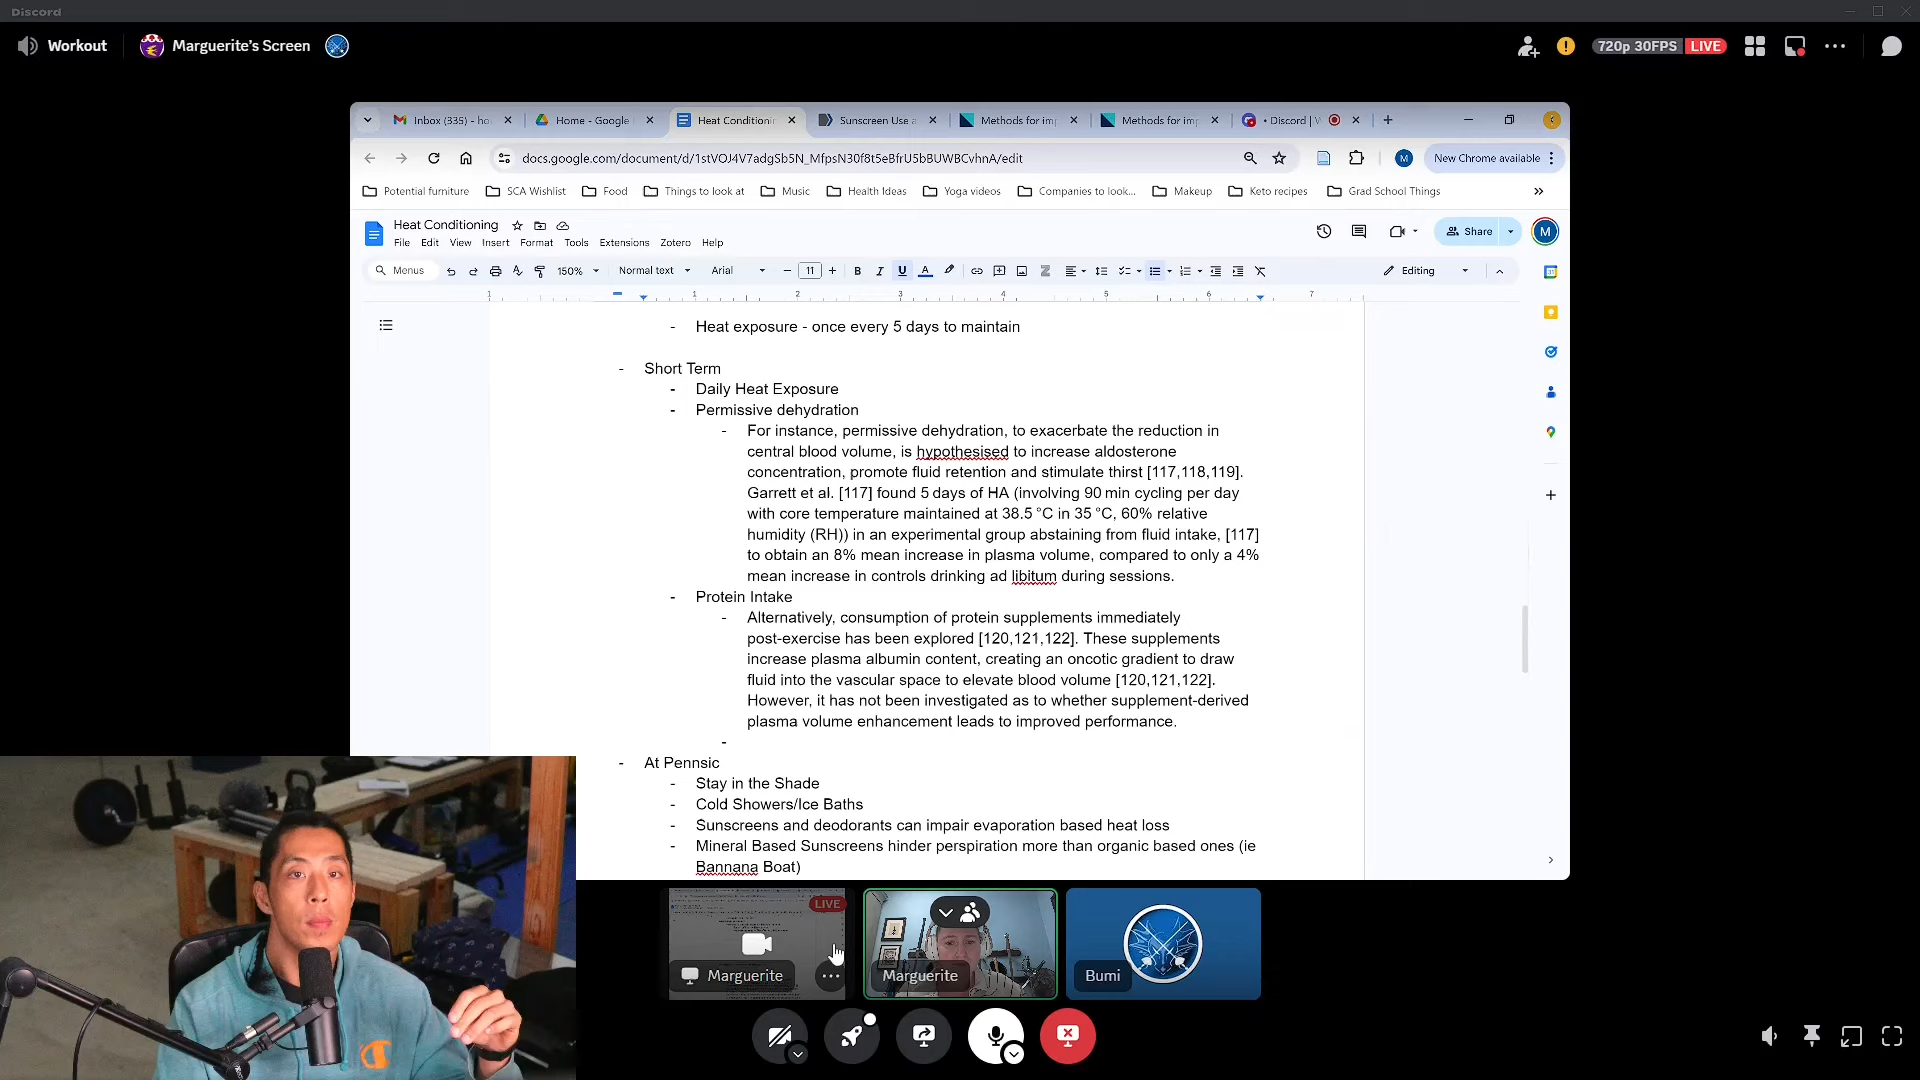 Discord
Workout
Marguerite's Screen
720p 30FPS LIVE
Inbox (335) - ho
Home - Google
Heat Conditioni
Sunscreen Use a
Methods for imp
Methods for imp
• Discord | 
docs.google.com/document/d/1stVOJ4V7adgSb5N_MfpsN30f8t5eBfrU5bBUWBCvhnA/edit
M
New Chrome available
Potential furniture
SCA Wishlist
Food
Things to look at
Music
Health Ideas
Yoga videos
Companies to look...
Makeup
Keto recipes
Grad School Things
Heat Conditioning
File Edit View Insert Format Tools Extensions Zotero Help
Share
M
Menus
150%
Normal text
Arial
11
B I U A
Editing
1 1 2 3 4 5 6 7
- Heat exposure - once every 5 days to maintain
- Short Term
- Daily Heat Exposure
- Permissive dehydration
- For instance, permissive dehydration, to exacerbate the reduction in
central blood volume, is hypothesised to increase aldosterone
concentration, promote fluid retention and stimulate thirst [117,118,119].
Garrett et al. [117] found 5 days of HA (involving 90 min cycling per day
with core temperature maintained at 38.5 °C in 35 °C, 60% relative
humidity (RH)) in an experimental group abstaining from fluid intake, [117]
to obtain an 8% mean increase in plasma volume, compared to only a 4%
mean increase in controls drinking ad libitum during sessions.
- Protein Intake
- Alternatively, consumption of protein supplements immediately
post-exercise has been explored [120,121,122]. These supplements
increase plasma albumin content, creating an oncotic gradient to draw
fluid into the vascular space to elevate blood volume [120,121,122].
However, it has not been investigated as to whether supplement-derived
plasma volume enhancement leads to improved performance.
-
- At Pennsic
- Stay in the Shade
- Cold Showers/Ice Baths
- Sunscreens and deodorants can impair evaporation based heat loss
- Mineral Based Sunscreens hinder perspiration more than organic based ones (ie
Bannana Boat)
LIVE
Marguerite
Marguerite
Bumi